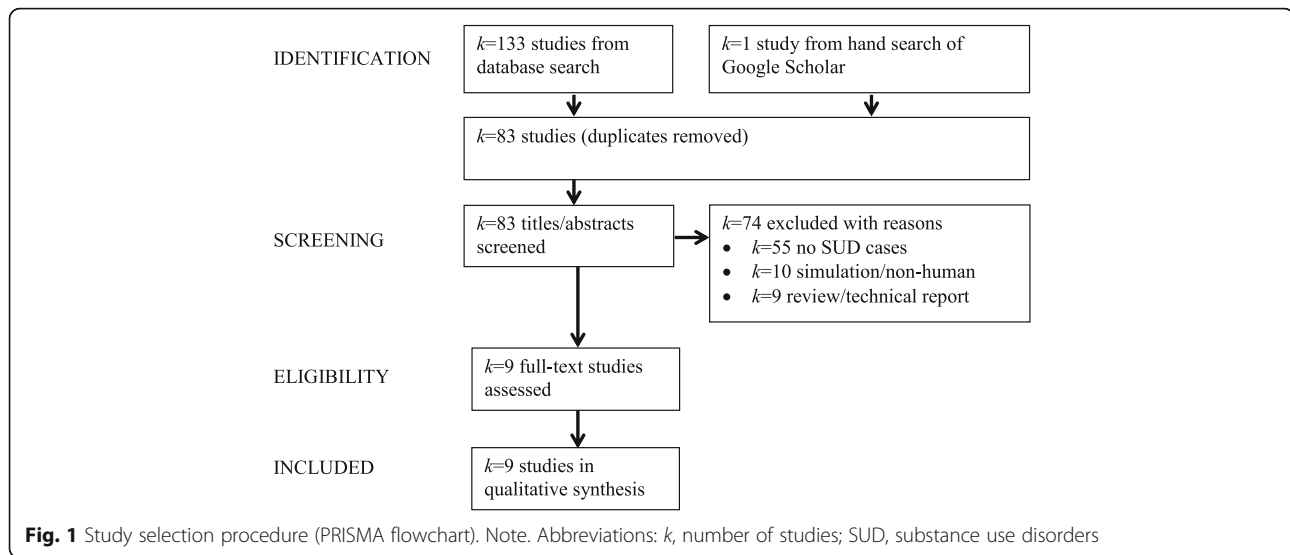 IDENTIFICATION
k=133 studies from
database search
k=1 study from hand search of
Google Scholar
k=83 studies (duplicates removed)
SCREENING
k=83 titles/abstracts
screened
k=74 excluded with reasons
• k=55 no SUD cases
• k=10 simulation/non-human
• k=9 review/technical report
ELIGIBILITY
k=9 full-text studies
assessed
INCLUDED
k=9 studies in
qualitative synthesis
Fig. 1 Study selection procedure (PRISMA flowchart). Note. Abbreviations: k, number of studies; SUD, substance use disorders